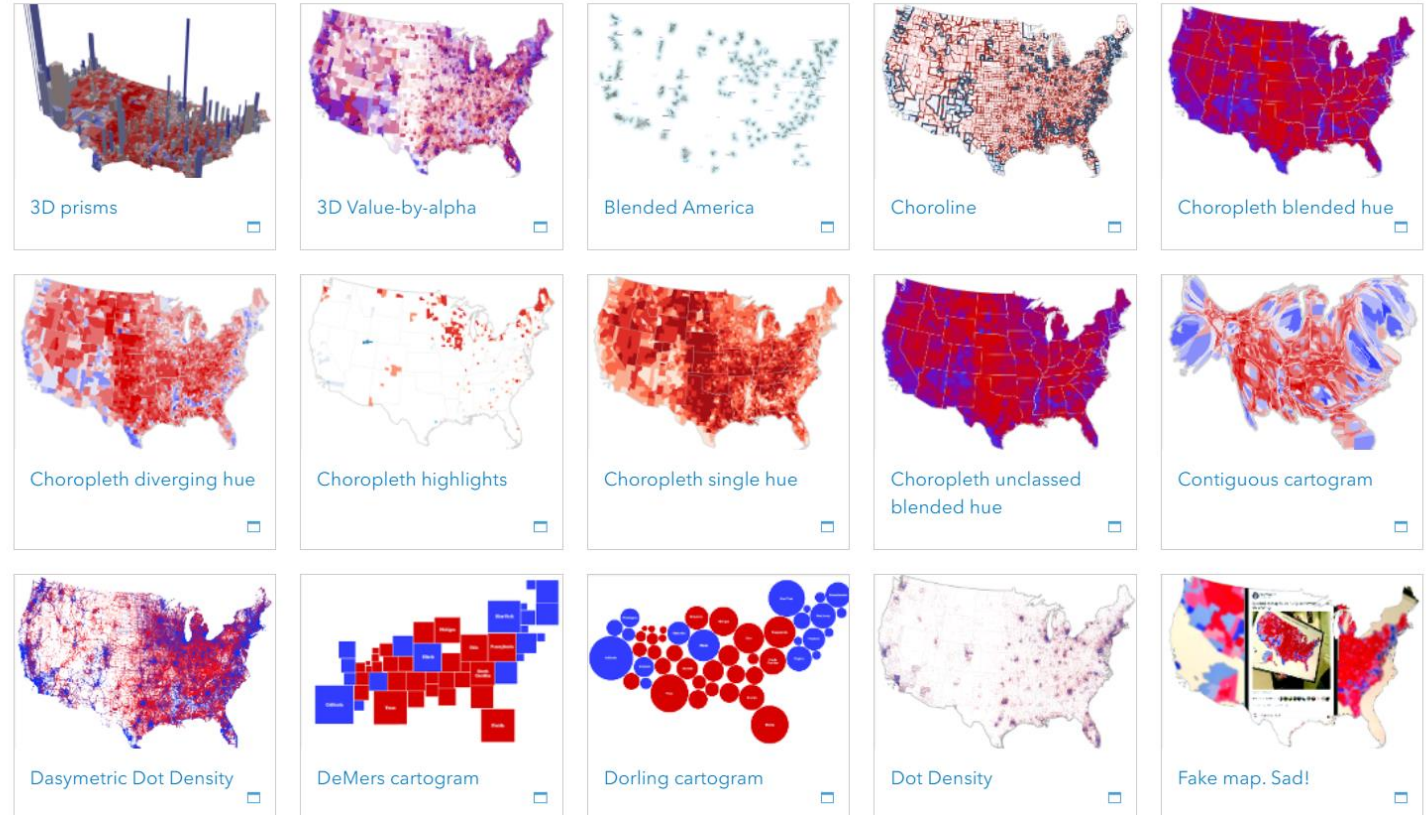 3D prisms
3D Value-by-alpha
Blended America
Choroline
Choropleth blended hue
Choropleth diverging hue
Choropleth highlights
Choropleth single hue
Choropleth unclassed
blended hue
Contiguous cartogram
Dasymetric Dot Density
DeMers cartogram
Dorling cartogram
Dot Density
Fake map. Sad!